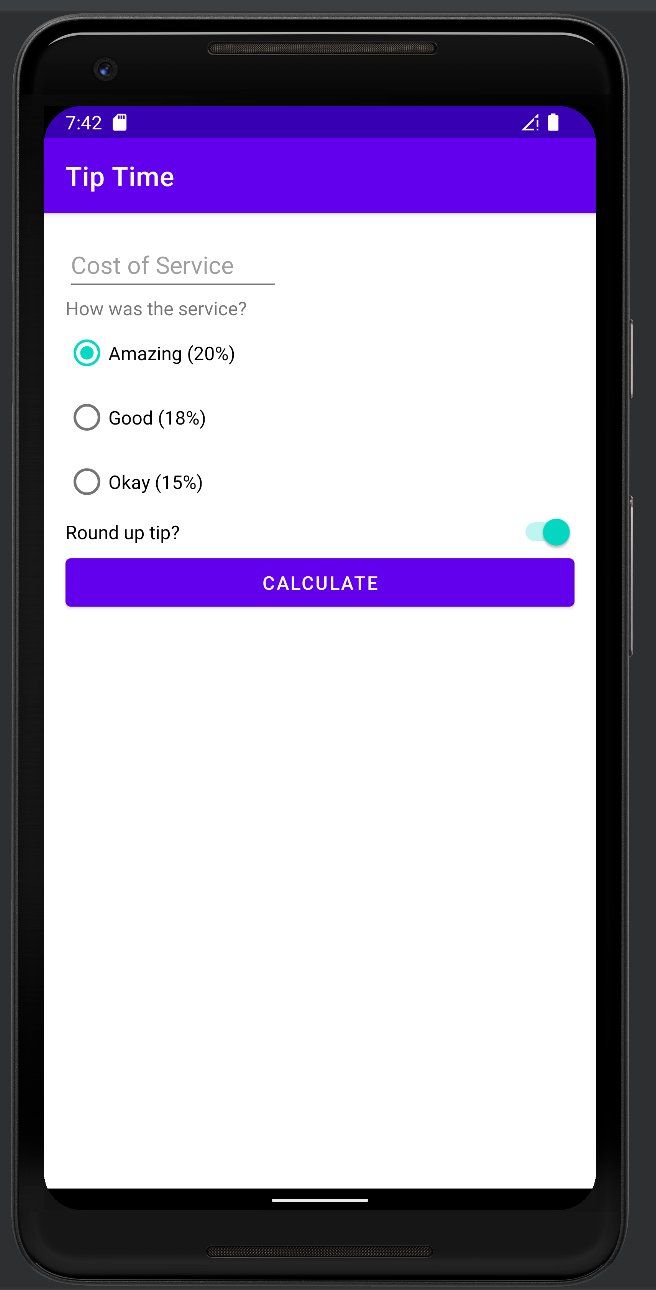 7:42
Tip Time
Cost of Service
How was the service?
Amazing (20%)
Good (18%)
Okay (15%)
Round up tip?
CALCULATE